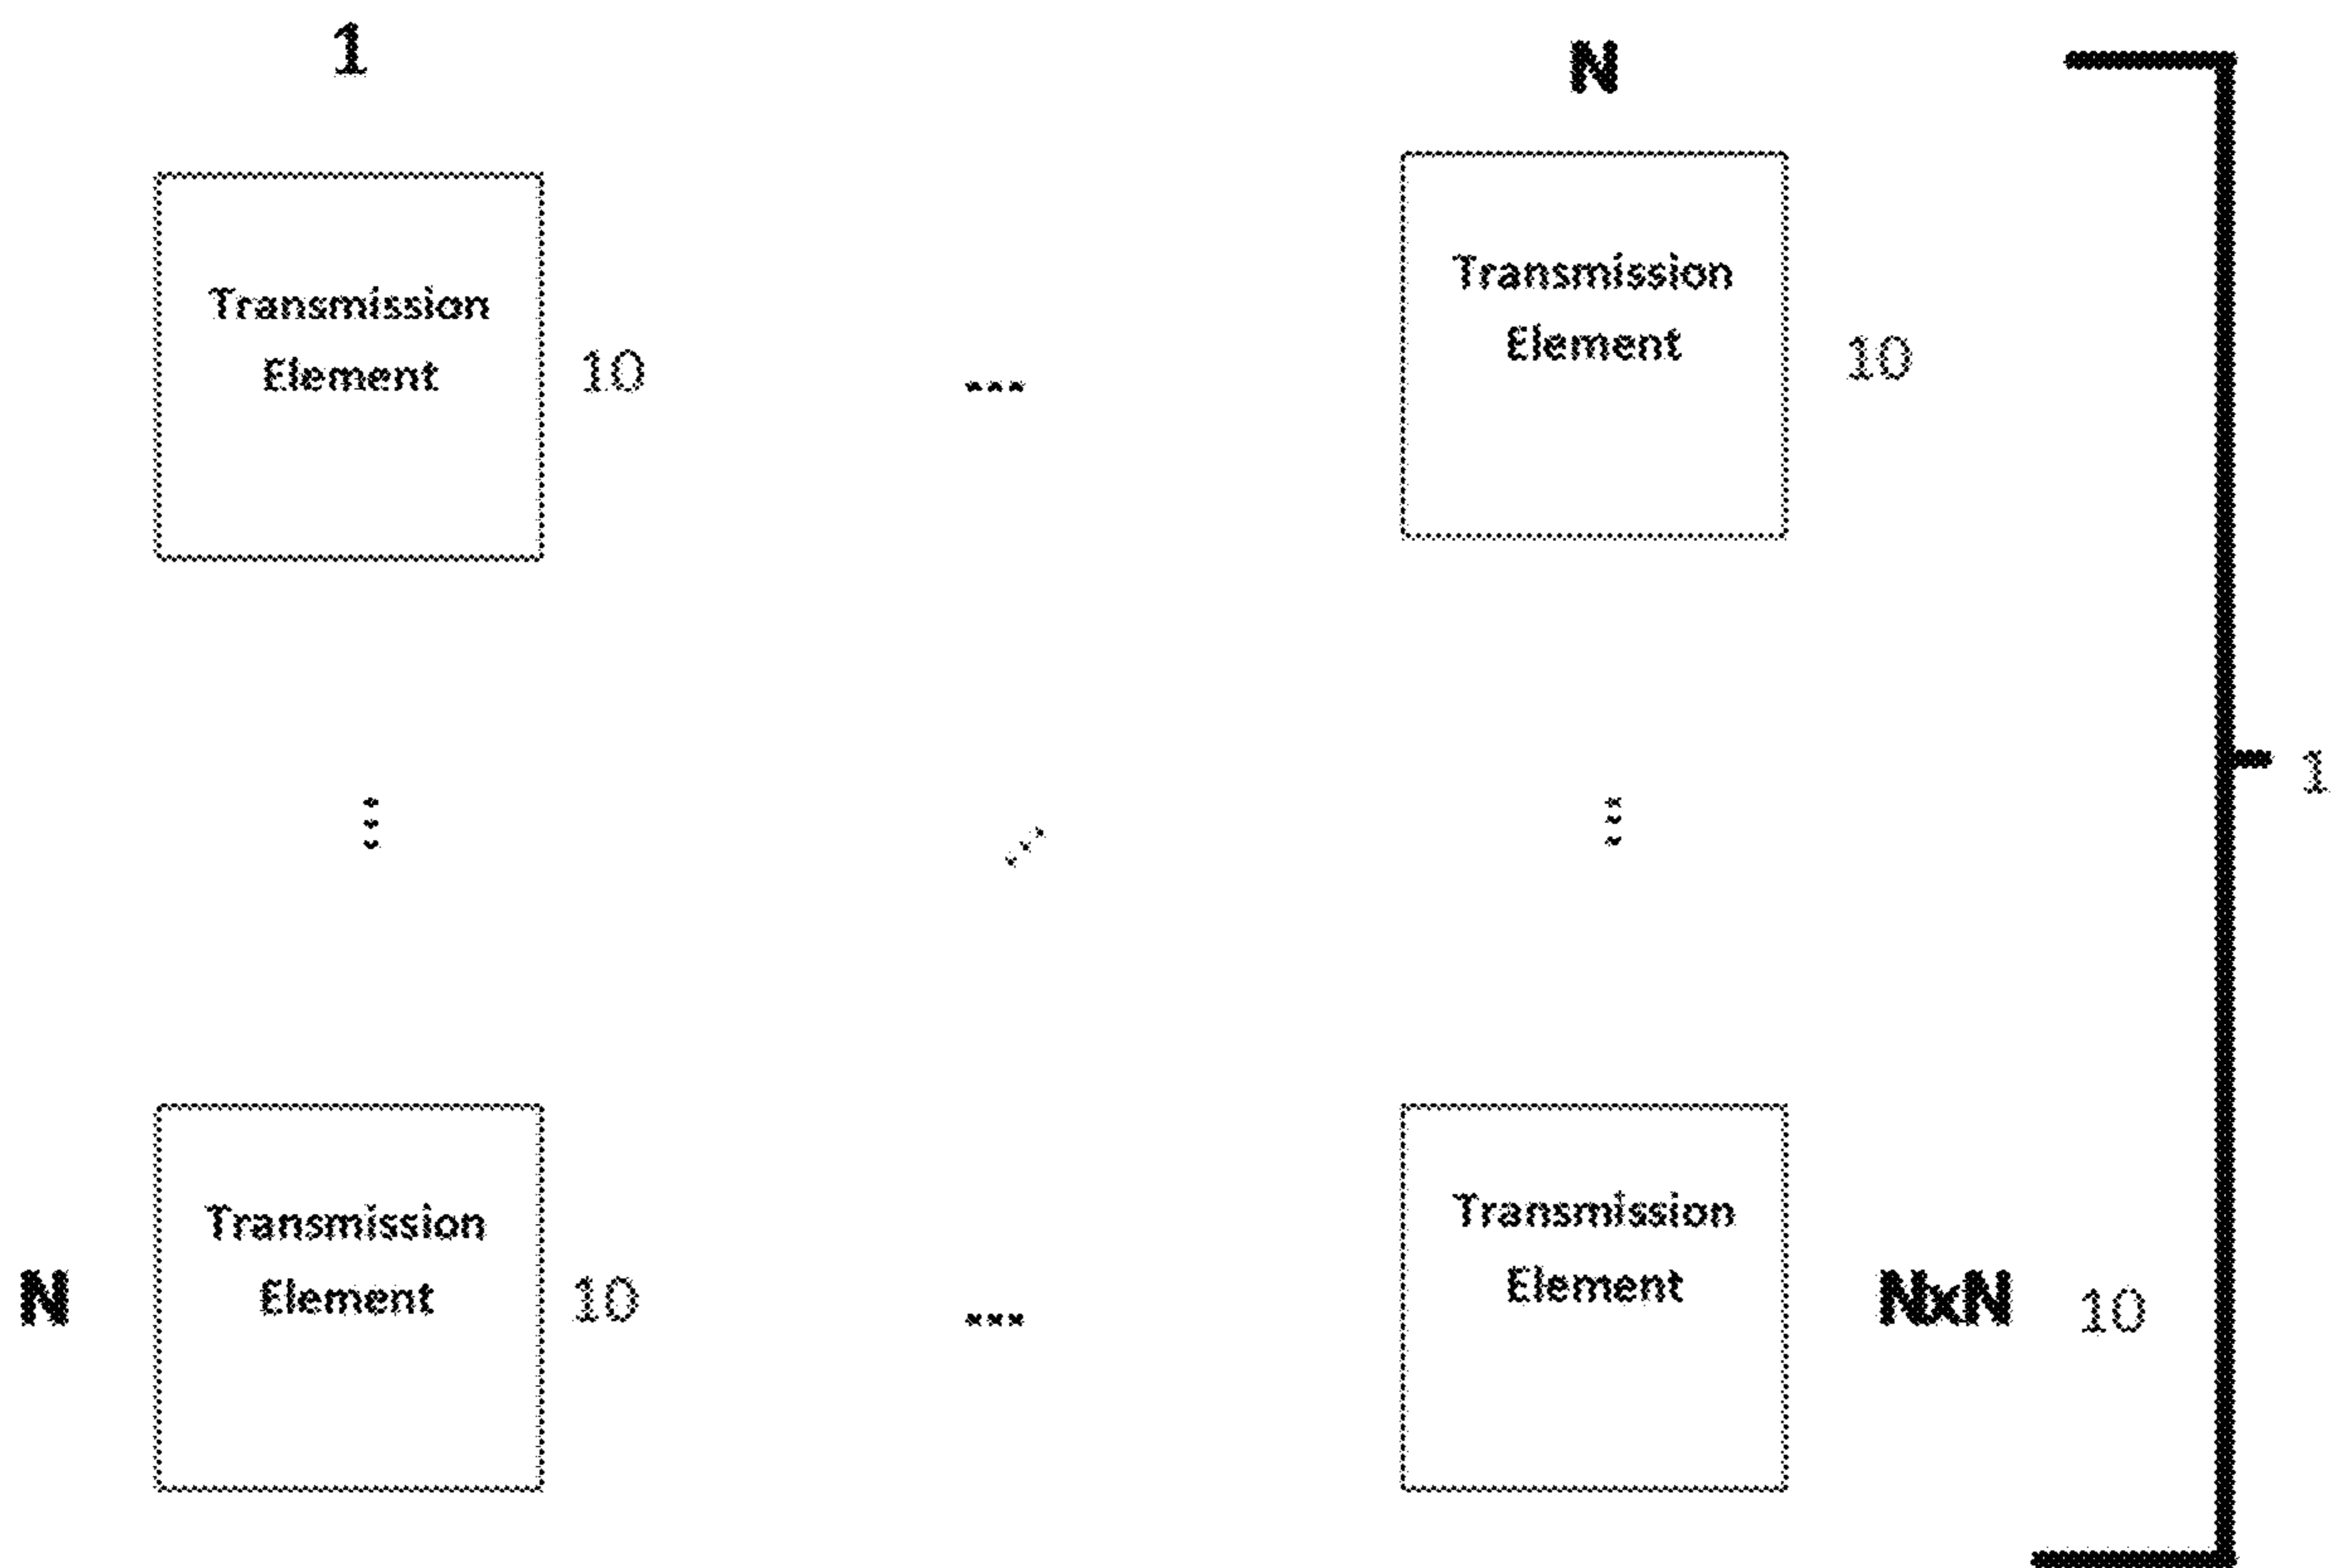 1
N
Transmission
Element
10
...
Transmission
Element
10
1
N
Transmission
Element
10
...
Transmission
Element
NxN
10